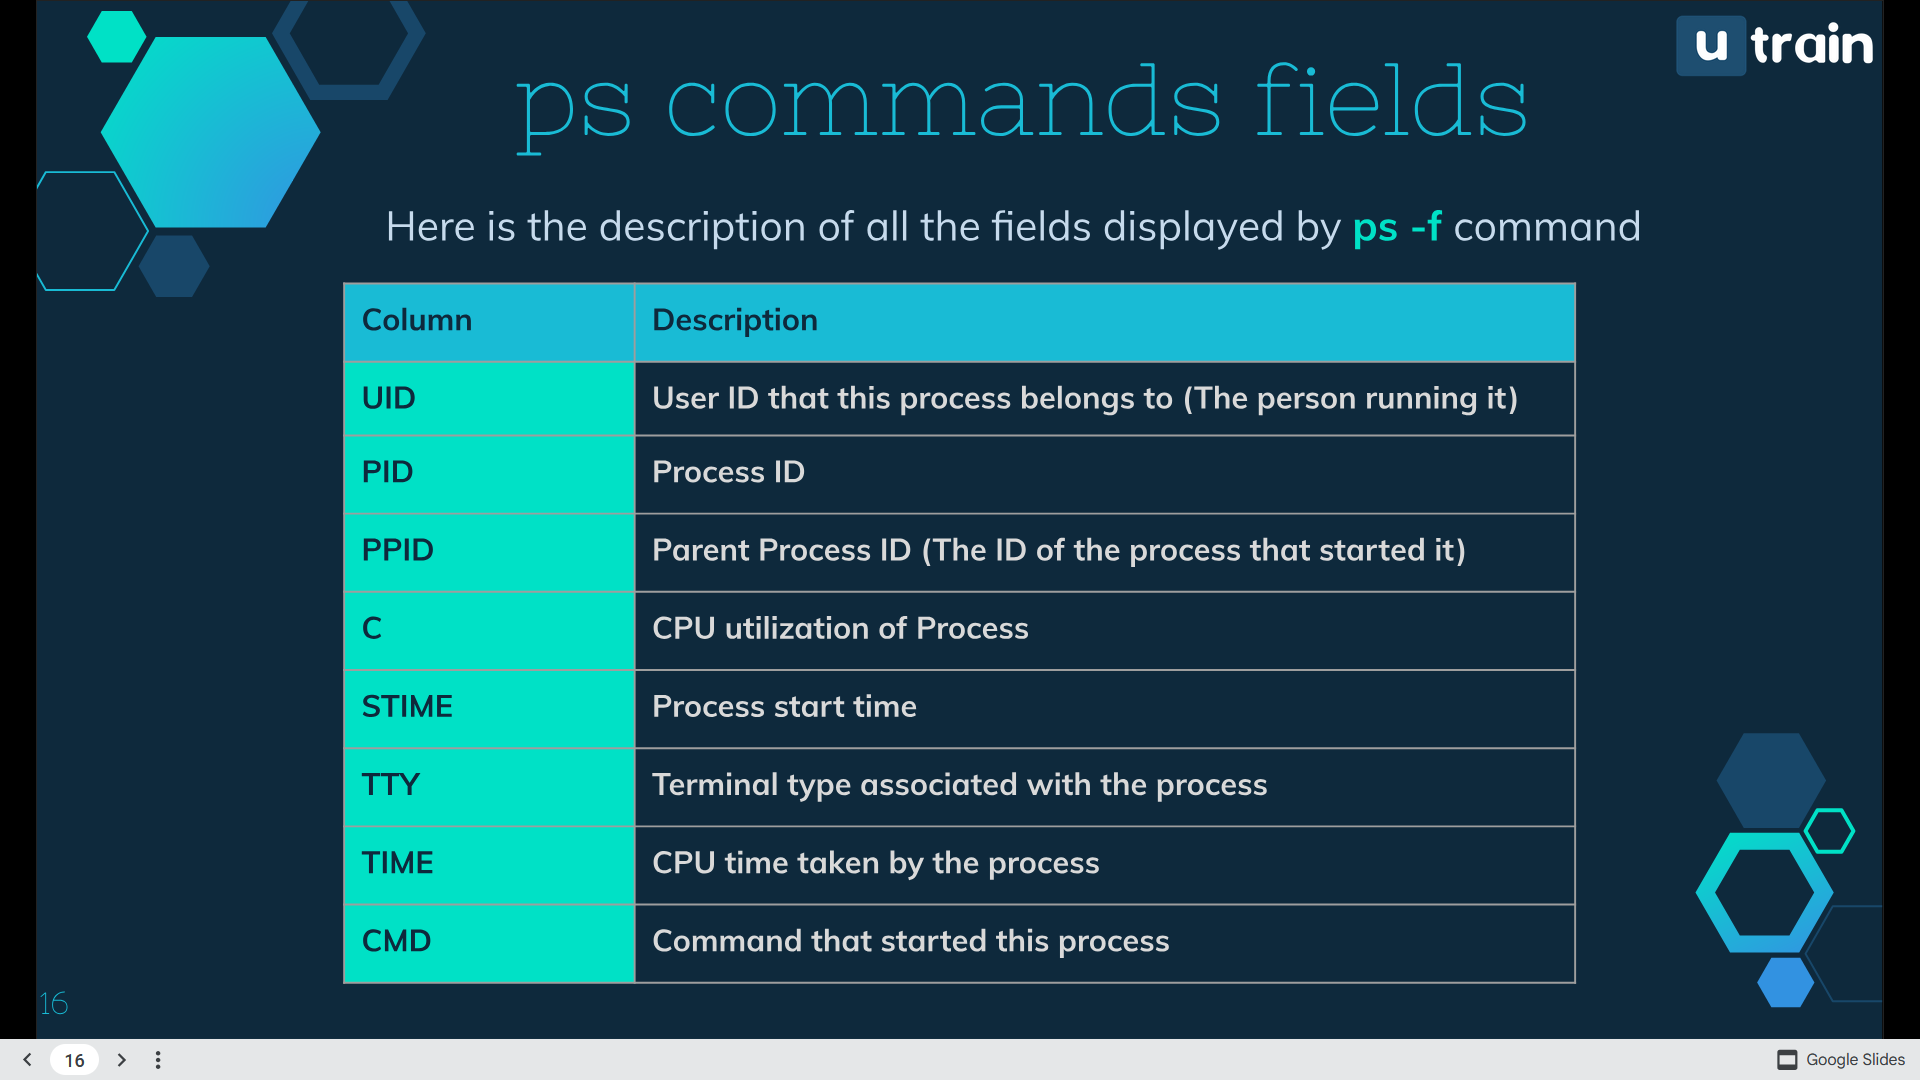 u train
ps commands fields
Here is the description of all the fields displayed by ps -f command
Column Description
UID User ID that this process belongs to (The person running it)
PID Process ID
PPID Parent Process ID (The ID of the process that started it)
C CPU utilization of Process
STIME Process start time
TTY Terminal type associated with the process
TIME CPU time taken by the process
CMD Command that started this process
16
16 Google Slides